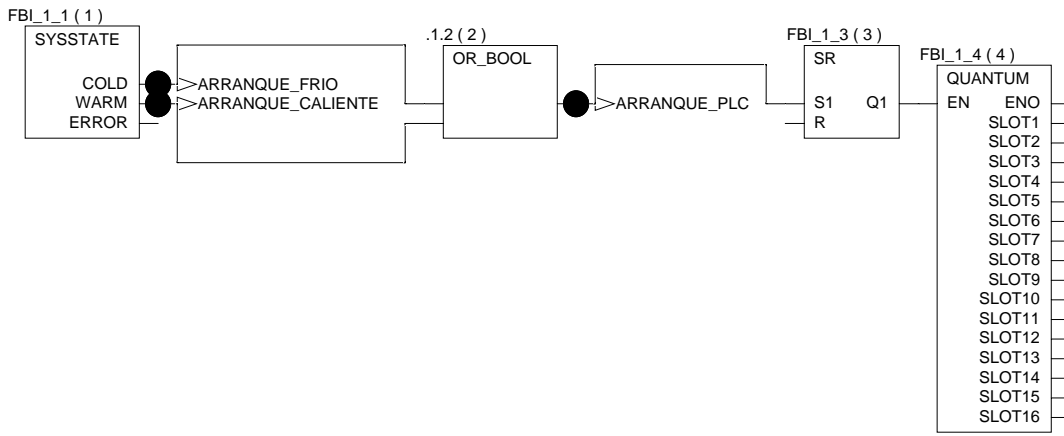 FBI_1_1 ( 1 )
SYSSTATE
COLD
WARM
ERROR
ARRANQUE_FRIO
ARRANQUE_CALIENTE
.1.2 ( 2 )
OR_BOOL
ARRANQUE_PLC
FBI_1_3 ( 3 )
SR
S1 Q1
R
FBI_1_4 ( 4 )
QUANTUM
EN ENO
SLOT1
SLOT2
SLOT3
SLOT4
SLOT5
SLOT6
SLOT7
SLOT8
SLOT9
SLOT10
SLOT11
SLOT12
SLOT13
SLOT14
SLOT15
SLOT16